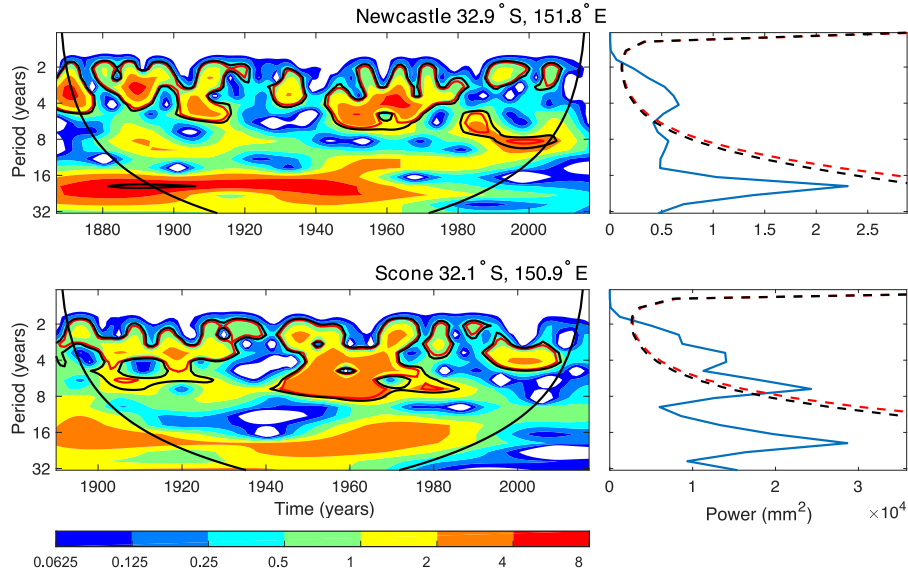 Newcastle 32.9°S, 151.8°E
Period (years)
2
4
8
16
32
1880 1900 1920 1940 1960 1980 2000
0 0.5 1 1.5 2 2.5
Scone 32.1°S, 150.9°E
Period (years)
2
4
8
16
32
1900 1920 1940 1960 1980 2000
0 1 2 3
Time (years)
Power (mm²) ×10⁴
0.0625 0.125 0.25 0.5 1 2 4 8